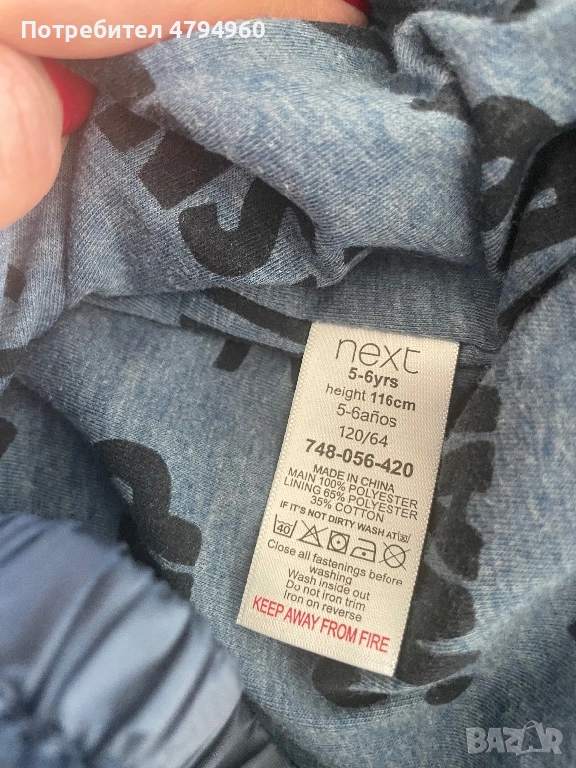 Потребител 4794960
next
5-6yrs
height 116cm
5-6años
120/64
748-056-420
MADE IN CHINA
MAIN 100% POLYESTER
LINING 65% POLYESTER
35% COTTON
IF IT'S NOT DIRTY WASH AT 30
40
Close all fastenings before
washing
Wash inside out
Do not iron trim
Iron on reverse
KEEP AWAY FROM FIRE
BAZAR